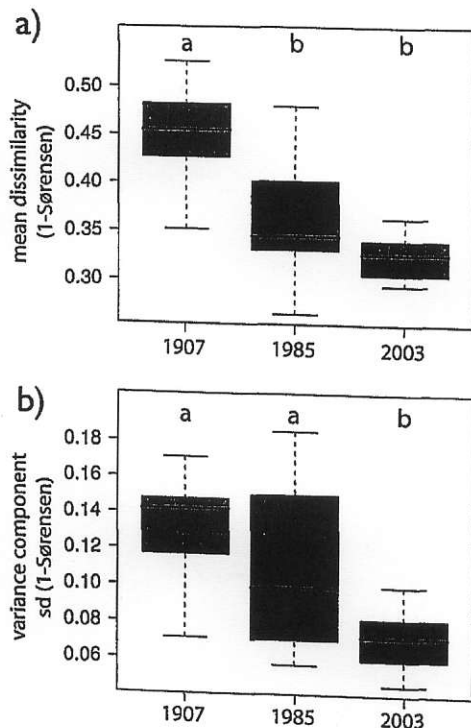 a)
a b b
mean dissimilarity
(1-Sørensen)
0.50
0.45
0.40
0.35
0.30
1907 1985 2003
b)
a a b
variance component
sd (1-Sørensen)
0.18
0.16
0.14
0.12
0.10
0.08
0.06
1907 1985 2003